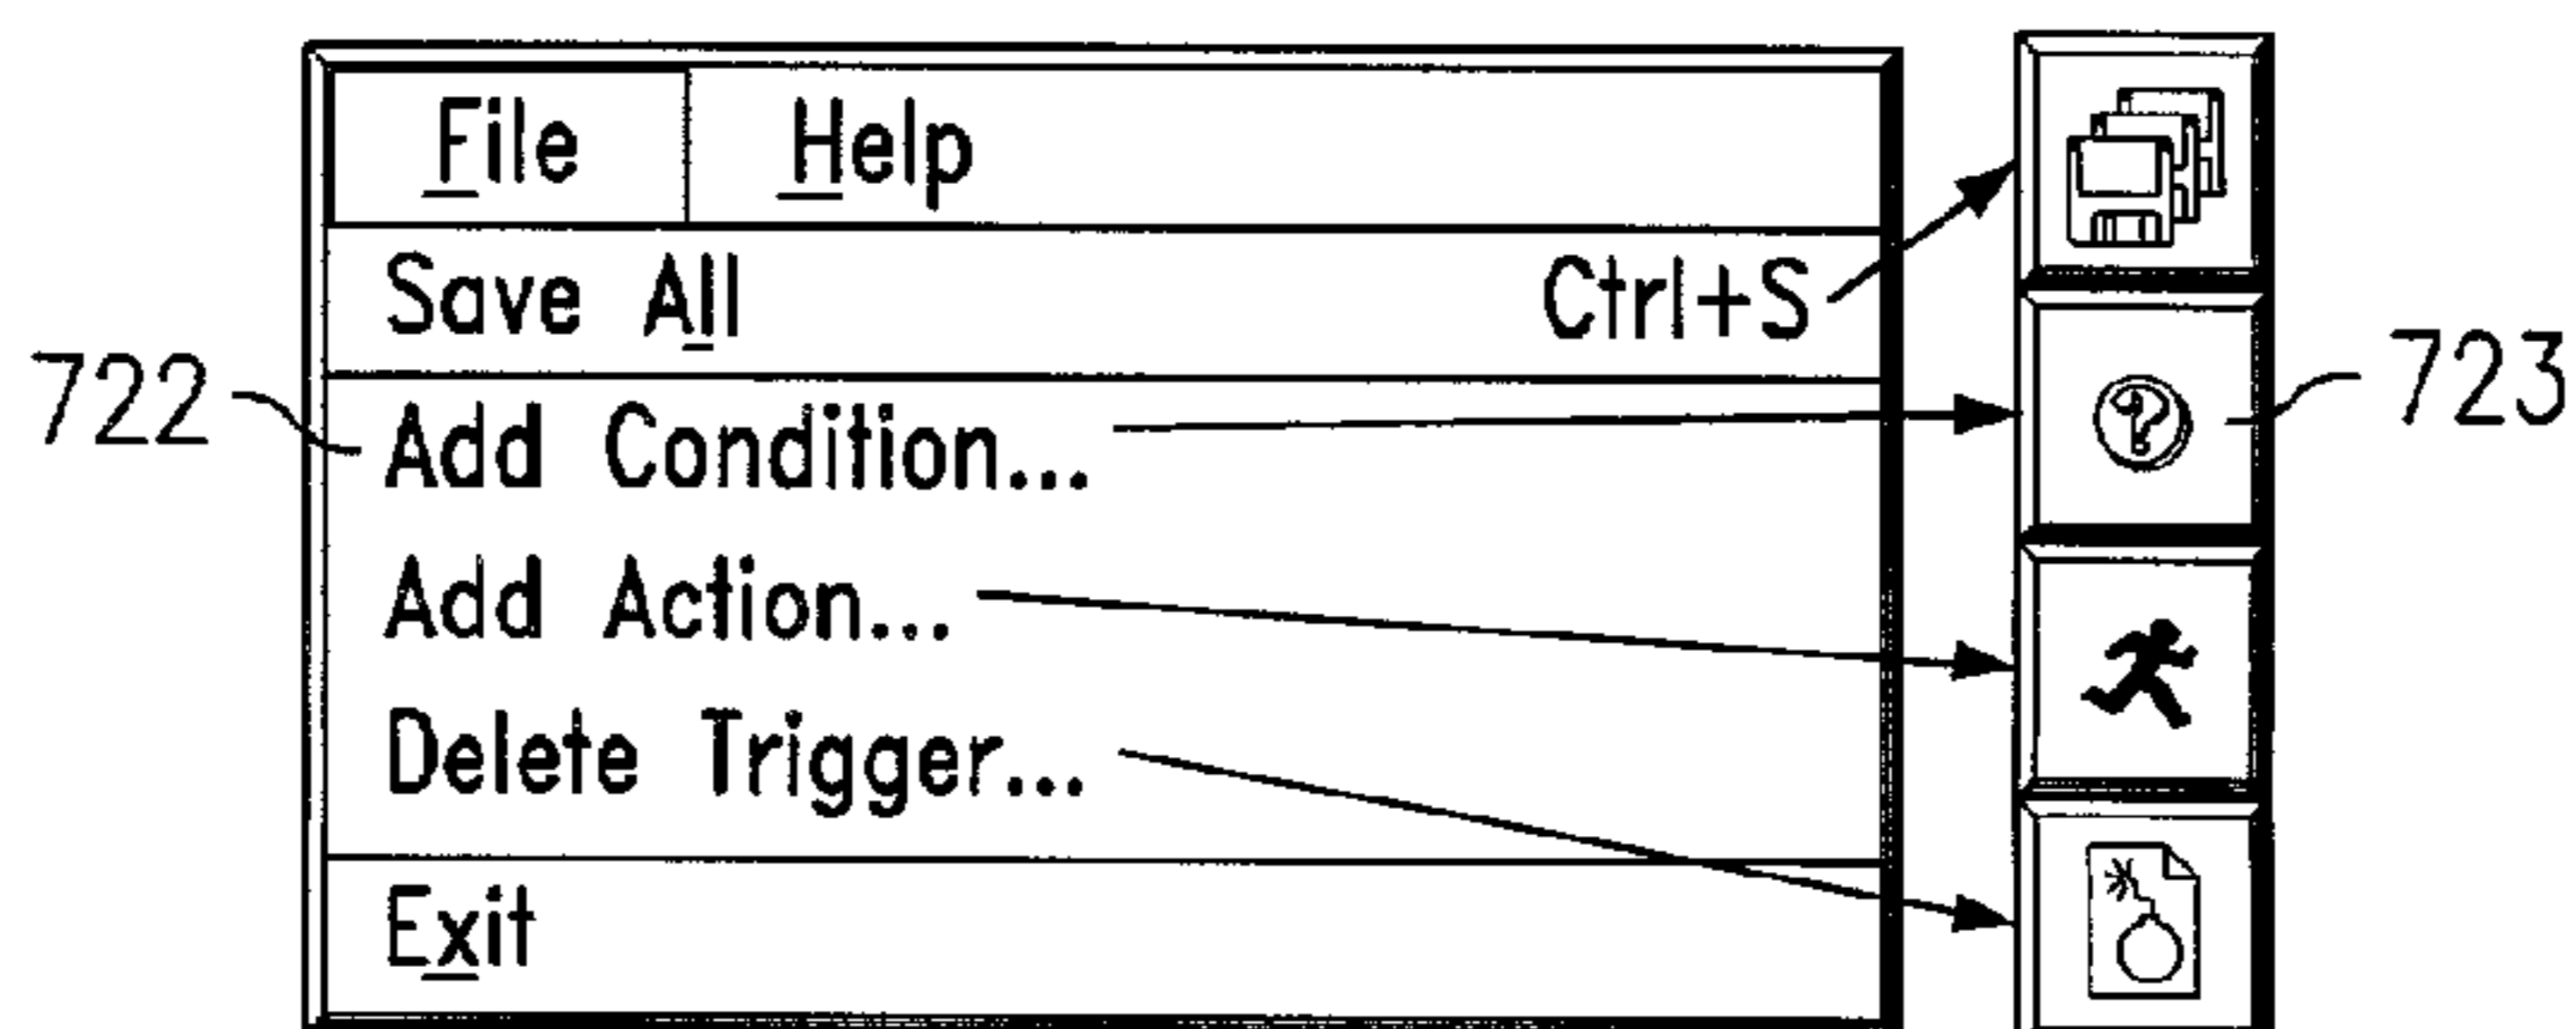 File Help
Save All Ctrl+S
722 Add Condition... 723
Add Action...
Delete Trigger...
Exit